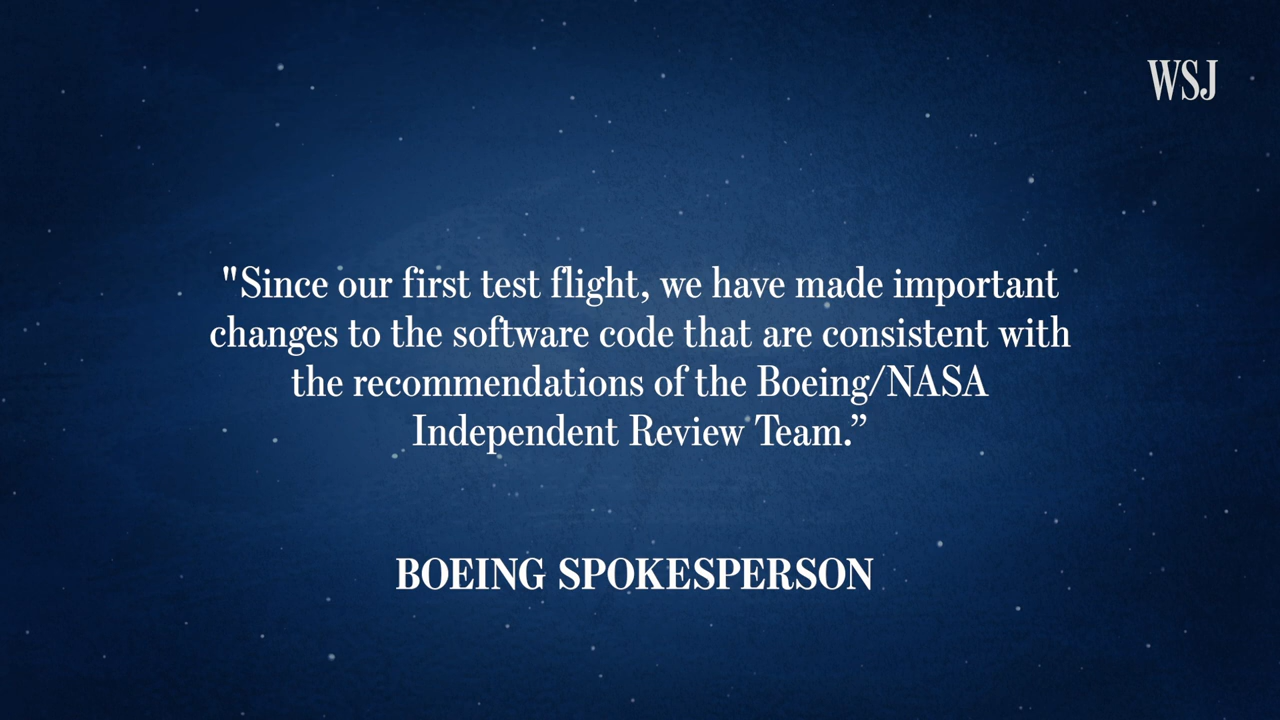 WSJ
"Since our first test flight, we have made important
changes to the software code that are consistent with
the recommendations of the Boeing/NASA
Independent Review Team.”
BOEING SPOKESPERSON